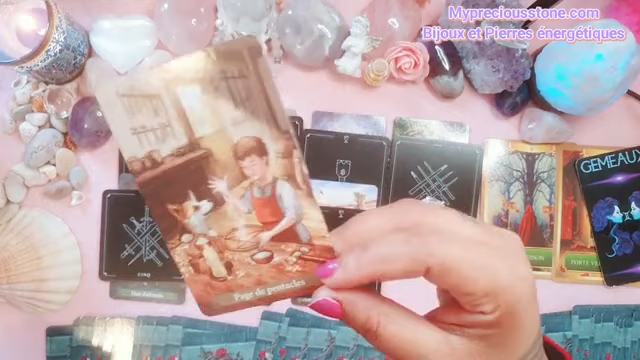 Mypreciousstone.com
Bijoux et Pierres énergétiques
GEMEAUX
Page de pentacles
CINQ